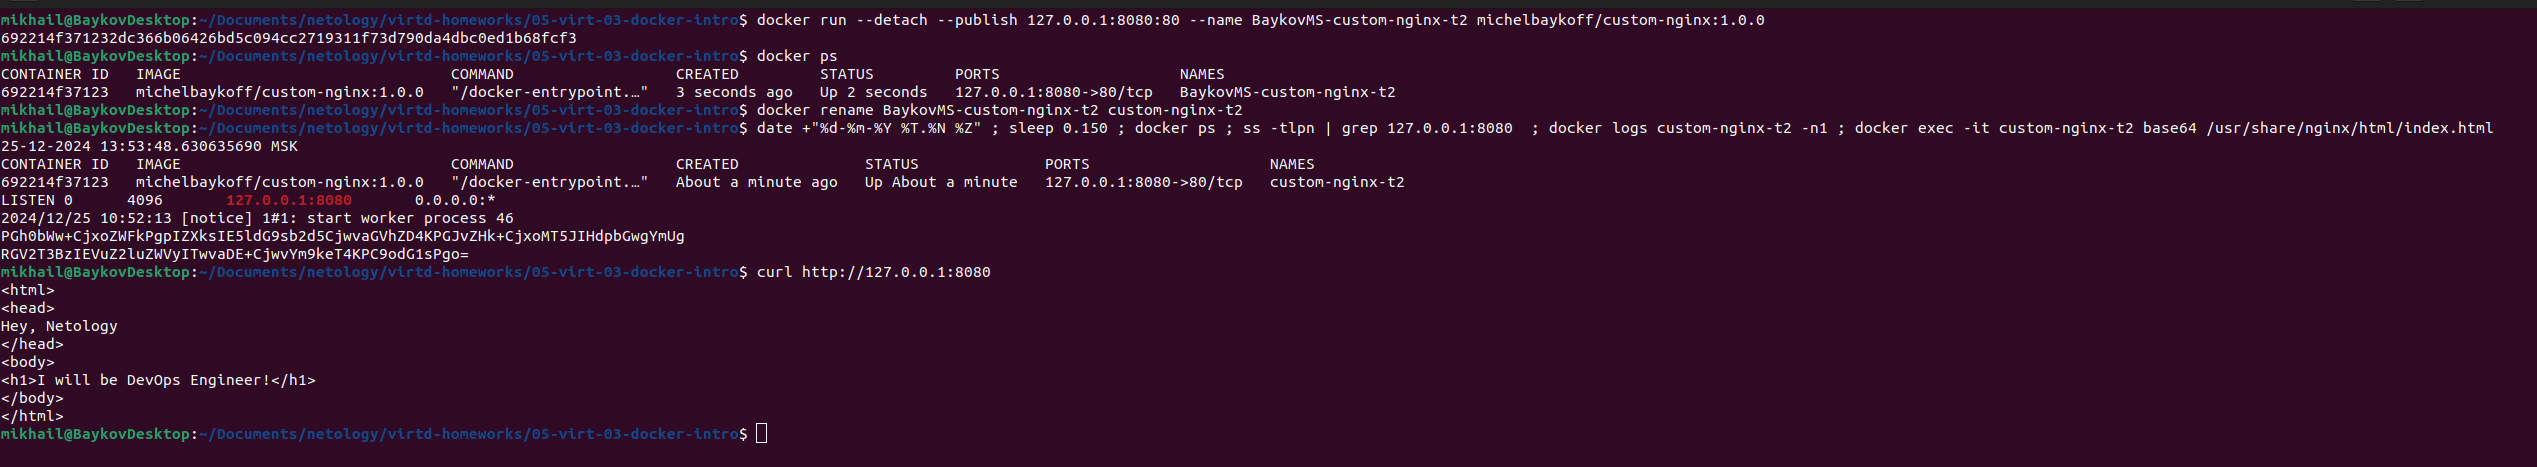 mikhail@BaykovDesktop:~/Documents/netology/virtd-homeworks/05-virt-03-docker-intro$ docker run --detach --publish 127.0.0.1:8080:80 --name BaykovMS-custom-nginx-t2 michelbaykoff/custom-nginx:1.0.0
692214f371232dc366b06426bd5c094cc2719311f73d790da4dbc0ed1b68fcf3
mikhail@BaykovDesktop:~/Documents/netology/virtd-homeworks/05-virt-03-docker-intro$ docker ps
CONTAINER ID   IMAGE                              COMMAND                  CREATED         STATUS         PORTS                    NAMES
692214f37123   michelbaykoff/custom-nginx:1.0.0   "/docker-entrypoint.…"   3 seconds ago   Up 2 seconds   127.0.0.1:8080->80/tcp   BaykovMS-custom-nginx-t2
mikhail@BaykovDesktop:~/Documents/netology/virtd-homeworks/05-virt-03-docker-intro$ docker rename BaykovMS-custom-nginx-t2 custom-nginx-t2
mikhail@BaykovDesktop:~/Documents/netology/virtd-homeworks/05-virt-03-docker-intro$ date +"%d-%m-%Y %T.%N %Z" ; sleep 0.150 ; docker ps ; ss -tlpn | grep 127.0.0.1:8080  ; docker logs custom-nginx-t2 -n1 ; docker exec -it custom-nginx-t2 base64 /usr/share/nginx/html/index.html
25-12-2024 13:53:48.630635690 MSK
CONTAINER ID   IMAGE                              COMMAND                  CREATED              STATUS              PORTS                    NAMES
692214f37123   michelbaykoff/custom-nginx:1.0.0   "/docker-entrypoint.…"   About a minute ago   Up About a minute   127.0.0.1:8080->80/tcp   custom-nginx-t2
LISTEN 0      4096       127.0.0.1:8080       0.0.0.0:*
2024/12/25 10:52:13 [notice] 1#1: start worker process 46
PGh0bWw+CjxoZWFkPgpIZXksIE5ldG9sb2d5CjwvaGVhZD4KPGJvZHk+CjxoMT5JIHdpbGwgYmUg
RGV2T3BzIEVuZ2luZWVyITwvaDE+CjwvYm9keT4KPC9odG1sPgo=
mikhail@BaykovDesktop:~/Documents/netology/virtd-homeworks/05-virt-03-docker-intro$ curl http://127.0.0.1:8080
<html>
<head>
Hey, Netology
</head>
<body>
<h1>I will be DevOps Engineer!</h1>
</body>
</html>
mikhail@BaykovDesktop:~/Documents/netology/virtd-homeworks/05-virt-03-docker-intro$